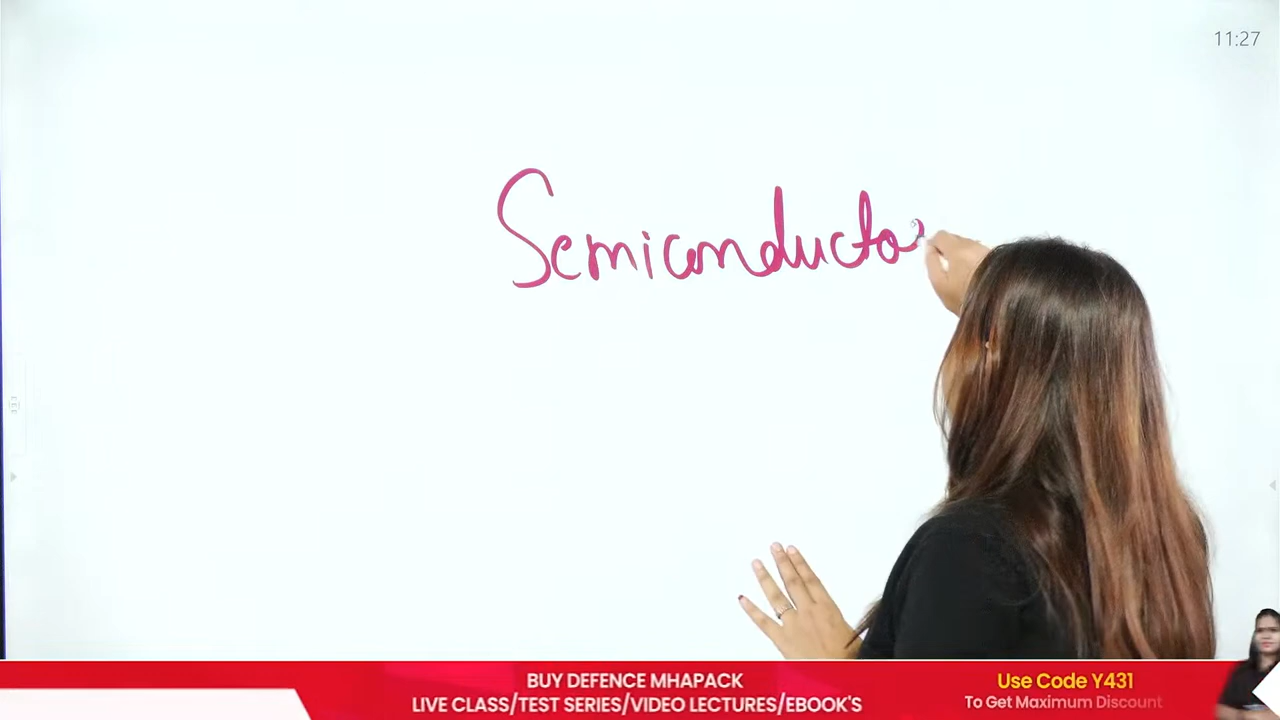 11:27
Semiconductor
BUY DEFENCE MHAPACK
LIVE CLASS/TEST SERIES/VIDEO LECTURES/EBOOK'S
Use Code Y431
To Get Maximum Discount